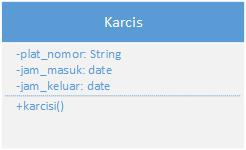 Karcis
-plat_nomor: String
-jam_masuk: date
-jam_keluar: date
+karcisi()